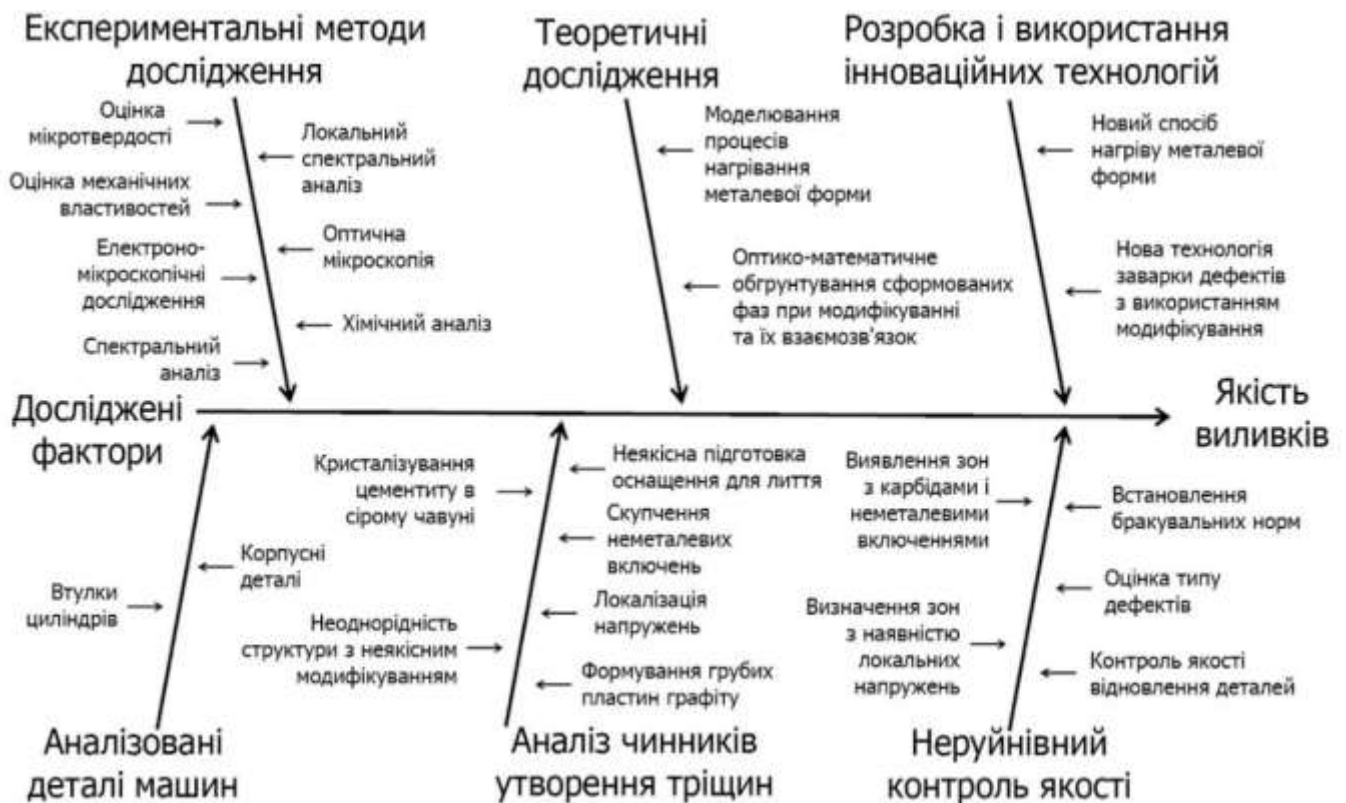 Експериментальні методи
дослідження
Теоретичні
дослідження
Розробка і використання
інноваційних технологій
Оцінка
мікротвердості
Локальний
спектральний
аналіз
Оцінка механічних
властивостей
Оптична
мікроскопія
Електроно-
мікроскопічні
дослідження
Хімічний аналіз
Спектральний
аналіз
Моделювання
процесів
нагрівання
металевої форми
Оптико-математичне
обгрунтування сформованих
фаз при модифікуванні
та їх взаємозв'язок
Новий спосіб
нагріву металевої
форми
Нова технологія
заварки дефектів
з використанням
модифікування
Досліджені
фактори
Якість
виливків
Корпусні
деталі
Втулки
циліндрів
Кристалізування
цементиту в
сірому чавуні
Неякісна підготовка
оснащення для лиття
Скупчення
неметалевих
включень
Локалізація
напружень
Неоднорідність
структури з неякісним
модифікуванням
Формування грубих
пластин графіту
Виявлення зон
з карбідами і
неметалевими
включеннями
Встановлення
бракувальних норм
Оцінка типу
дефектів
Визначення зон
з наявністю
локальних
напружень
Контроль якості
відновлення деталей
Аналізовані
деталі машин
Аналіз чинників
утворення тріщин
Неруйнівний
контроль якості